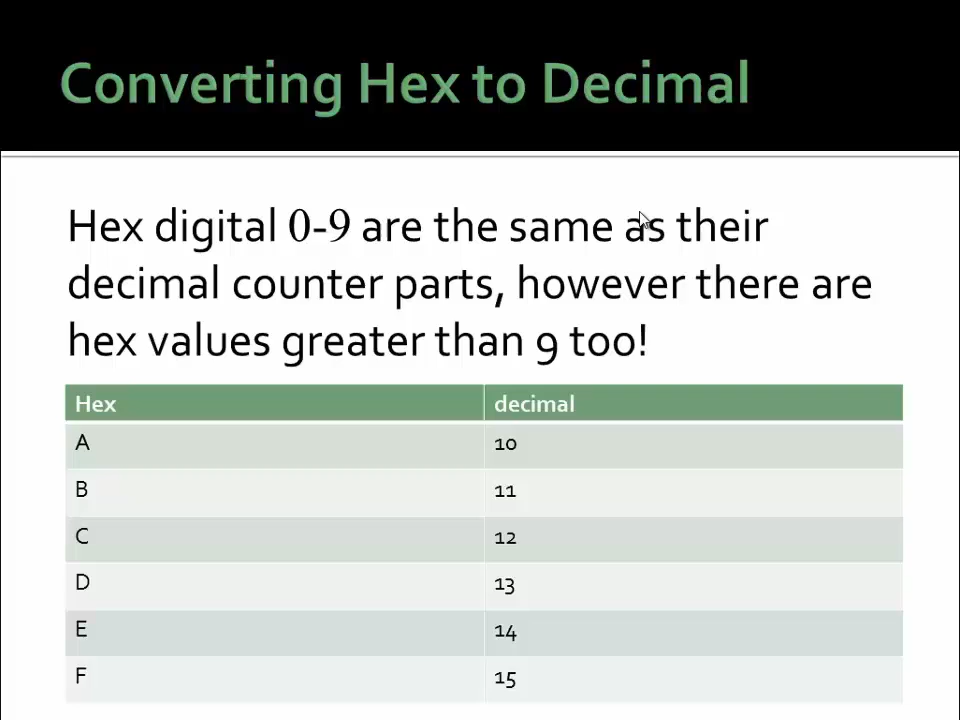 Converting Hex to Decimal
Hex digital 0-9 are the same as their
decimal counter parts, however there are
hex values greater than 9 too!
Hex decimal
A 10
B 11
C 12
D 13
E 14
F 15